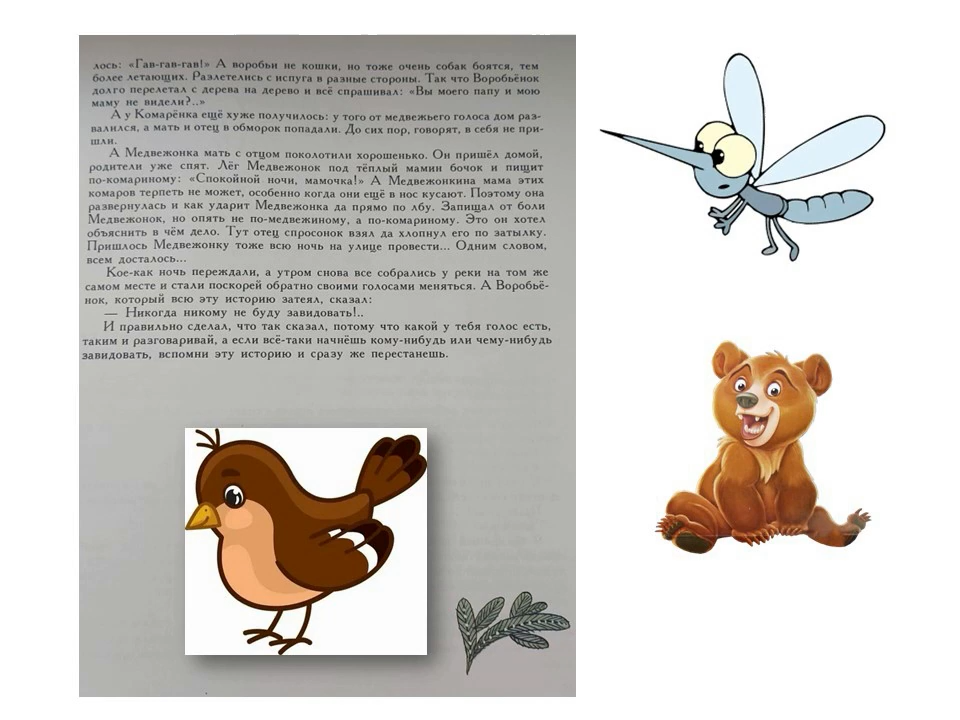 лось: «Гав-гав-гав!» А воробьи не кошки, но тоже очень собак боятся, тем
более летающих. Разлетелись с испуга в разные стороны. Так что Воробьёнок
долго перелетал с дерева на дерево и всё спрашивал: «Вы моего папу и мою
маму не видели?..»
А у Комарёнка ещё хуже получилось: у того от медвежьего голоса дом раз-
валился, а мать и отец в обморок попадали. До сих пор, говорят, в себя не при-
шли.
А Медвежонка мать с отцом поколотили хорошенько. Он пришёл домой,
родители уже спят. Лёг Медвежонок под тёплый мамин бочок и пищит
по-комариному: «Спокойной ночи, мамочка!» А Медвежонкина мама этих
комаров терпеть не может, особенно когда они ещё в нос кусают. Поэтому она
развернулась и как ударит Медвежонка да прямо по лбу. Запищал от боли
Медвежонок, но опять не по-медвежиному, а по-комариному. Это он хотел
объяснить в чём дело. Тут отец спросонок взял да хлопнул его по затылку.
Пришлось Медвежонку тоже всю ночь на улице провести... Одним словом,
всем досталось...
Кое-как ночь переждали, а утром снова все собрались у реки на том же
самом месте и стали поскорей обратно своими голосами меняться. А Воробьё-
нок, который всю эту историю затеял, сказал:
— Никогда никому не буду завидовать!..
И правильно сделал, что так сказал, потому что какой у тебя голос есть,
таким и разговаривай, а если всё-таки начнёшь кому-нибудь или чему-нибудь
завидовать, вспомни эту историю и сразу же перестанешь.